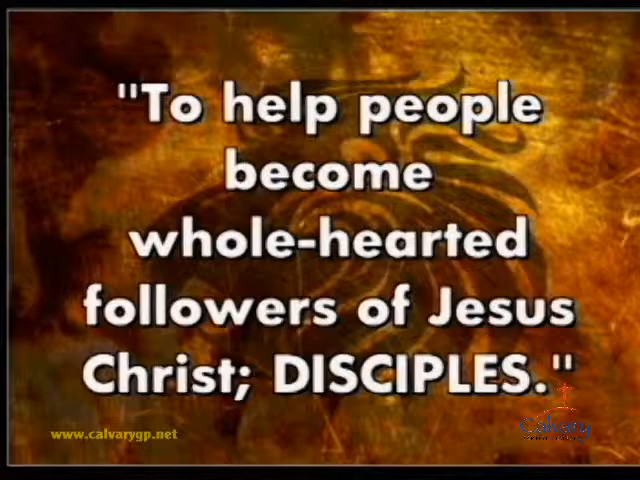 "To help people
become
whole-hearted
followers of Jesus
Christ; DISCIPLES."
www.calvarygp.net
Calvary